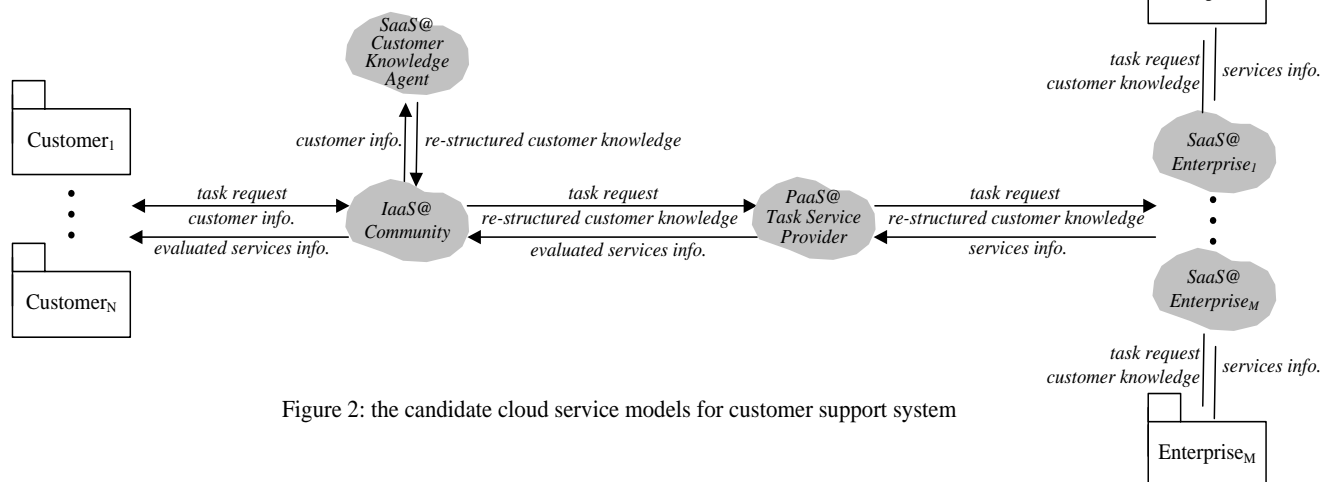 SaaS@
Customer
Knowledge
Agent
task request
customer knowledge
services info.
Customer1
customer info.
re-structured customer knowledge
SaaS@
Enterprise1
task request
customer info.
evaluated services info.
IaaS@
Community
task request
re-structured customer knowledge
evaluated services info.
PaaS@
Task Service
Provider
task request
re-structured customer knowledge
services info.
CustomerN
SaaS@
EnterpriseM
task request
customer knowledge
services info.
Figure 2: the candidate cloud service models for customer support system
EnterpriseM